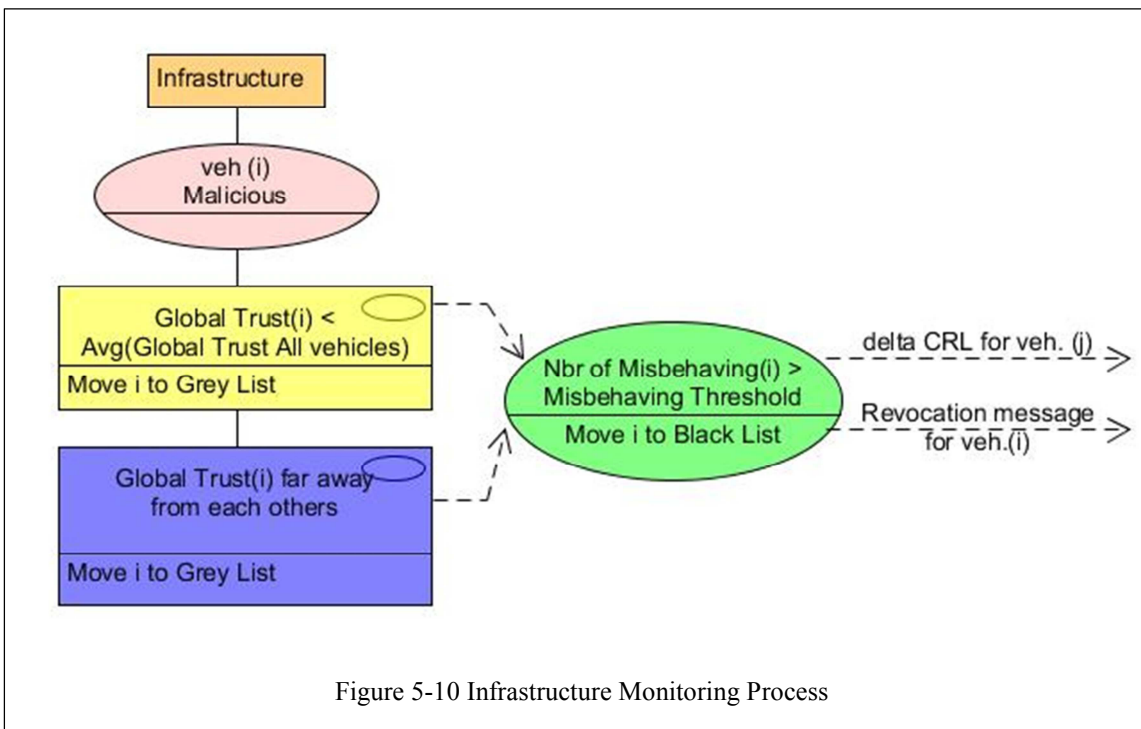 Infrastructure
veh (i)
Malicious
Global Trust(i) <
Avg(Global Trust All vehicles)
Move i to Grey List
Global Trust(i) far away
from each others
Move i to Grey List
Nbr of Misbehaving(i) >
Misbehaving Threshold
Move i to Black List
delta CRL for veh. (j)
Revocation message
for veh.(i)
Figure 5-10 Infrastructure Monitoring Process